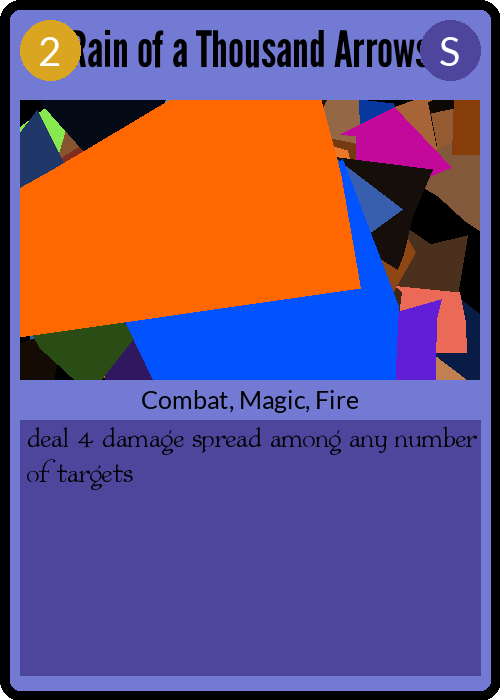 2
Rain of a Thousand Arrows
S
Combat, Magic, Fire
deal 4 damage spread among any number
of targets